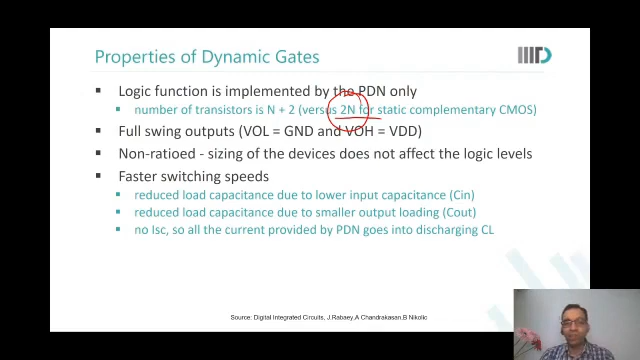 Properties of Dynamic Gates
Logic function is implemented by the PDN only
number of transistors is N + 2 (versus 2N for static complementary CMOS)
Full swing outputs (VOL = GND and VOH = VDD)
Non-ratioed - sizing of the devices does not affect the logic levels
Faster switching speeds
reduced load capacitance due to lower input capacitance (Cin)
reduced load capacitance due to smaller output loading (Cout)
no Isc, so all the current provided by PDN goes into discharging CL
Source: Digital Integrated Circuits, J.Rabaey,A Chandrakasan.B Nikolic